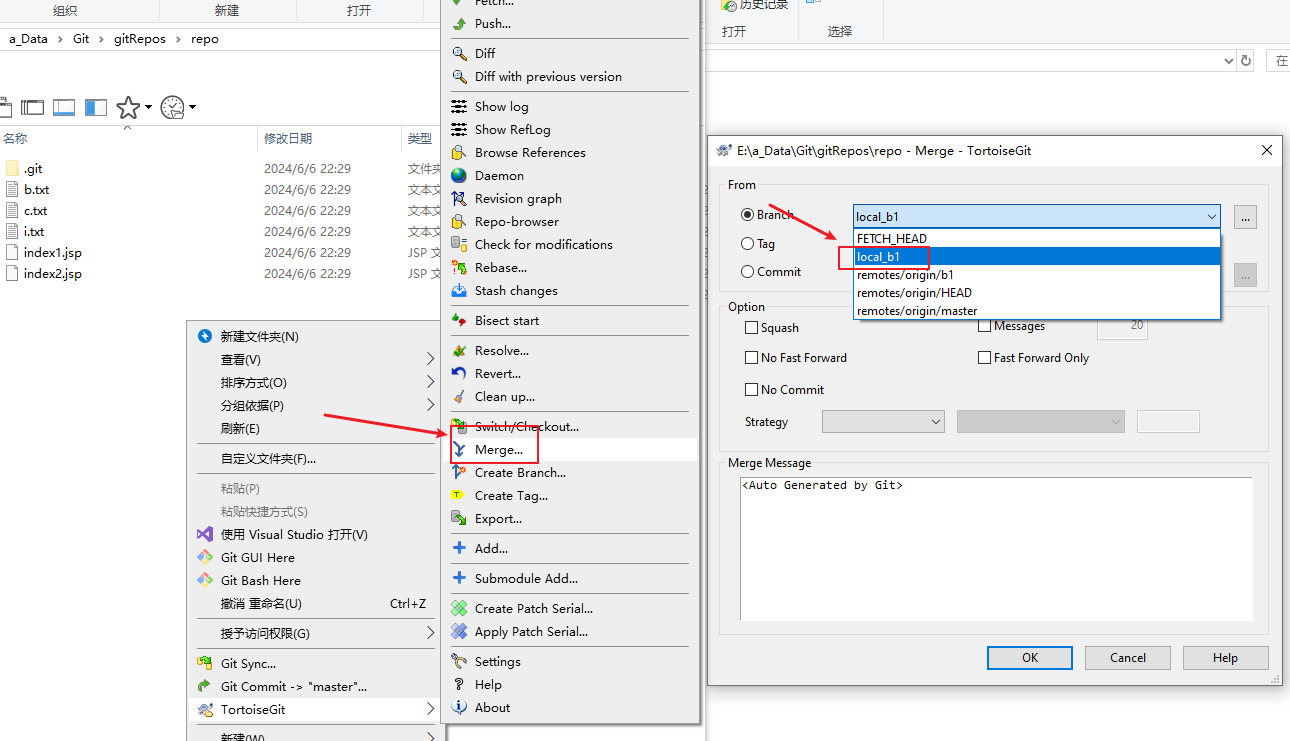 组织
新建
打开
a_Data > Git > gitRepos > repo
名称
修改日期
类型
.git 2024/6/6 22:29 文件夹
b.txt 2024/6/6 22:29 文本文
c.txt 2024/6/6 22:29 文本文
i.txt 2024/6/6 22:29 文本文
index1.jsp 2024/6/6 22:29 JSP 文
index2.jsp 2024/6/6 22:29 JSP 文
新建文件夹(N)
查看(V)
排序方式(O)
分组依据(P)
刷新(E)
自定义文件夹(F)...
粘贴(P)
粘贴快捷方式(S)
使用 Visual Studio 打开(V)
Git GUI Here
Git Bash Here
撤消 重命名(U) Ctrl+Z
授予访问权限(G)
Git Sync...
Git Commit -> "master"...
TortoiseGit
新建(W)
Fetch...
Push...
Diff
Diff with previous version
Show log
Show RefLog
Browse References
Daemon
Revision graph
Repo-browser
Check for modifications
Rebase...
Stash changes
Bisect start
Resolve...
Revert...
Clean up...
Switch/Checkout...
Merge...
Create Branch...
Create Tag...
Export...
Add...
Submodule Add...
Create Patch Serial...
Apply Patch Serial...
Settings
Help
About
历史记录
打开
选择
在
E:\a_Data\Git\gitRepos\repo - Merge - TortoiseGit
From
Branch
local_b1
...
FETCH_HEAD
Tag
local_b1
Commit
remotes/origin/b1
...
remotes/origin/HEAD
remotes/origin/master
Option
Squash
Messages
20
No Fast Forward
Fast Forward Only
No Commit
Strategy
Merge Message
<Auto Generated by Git>
OK
Cancel
Help